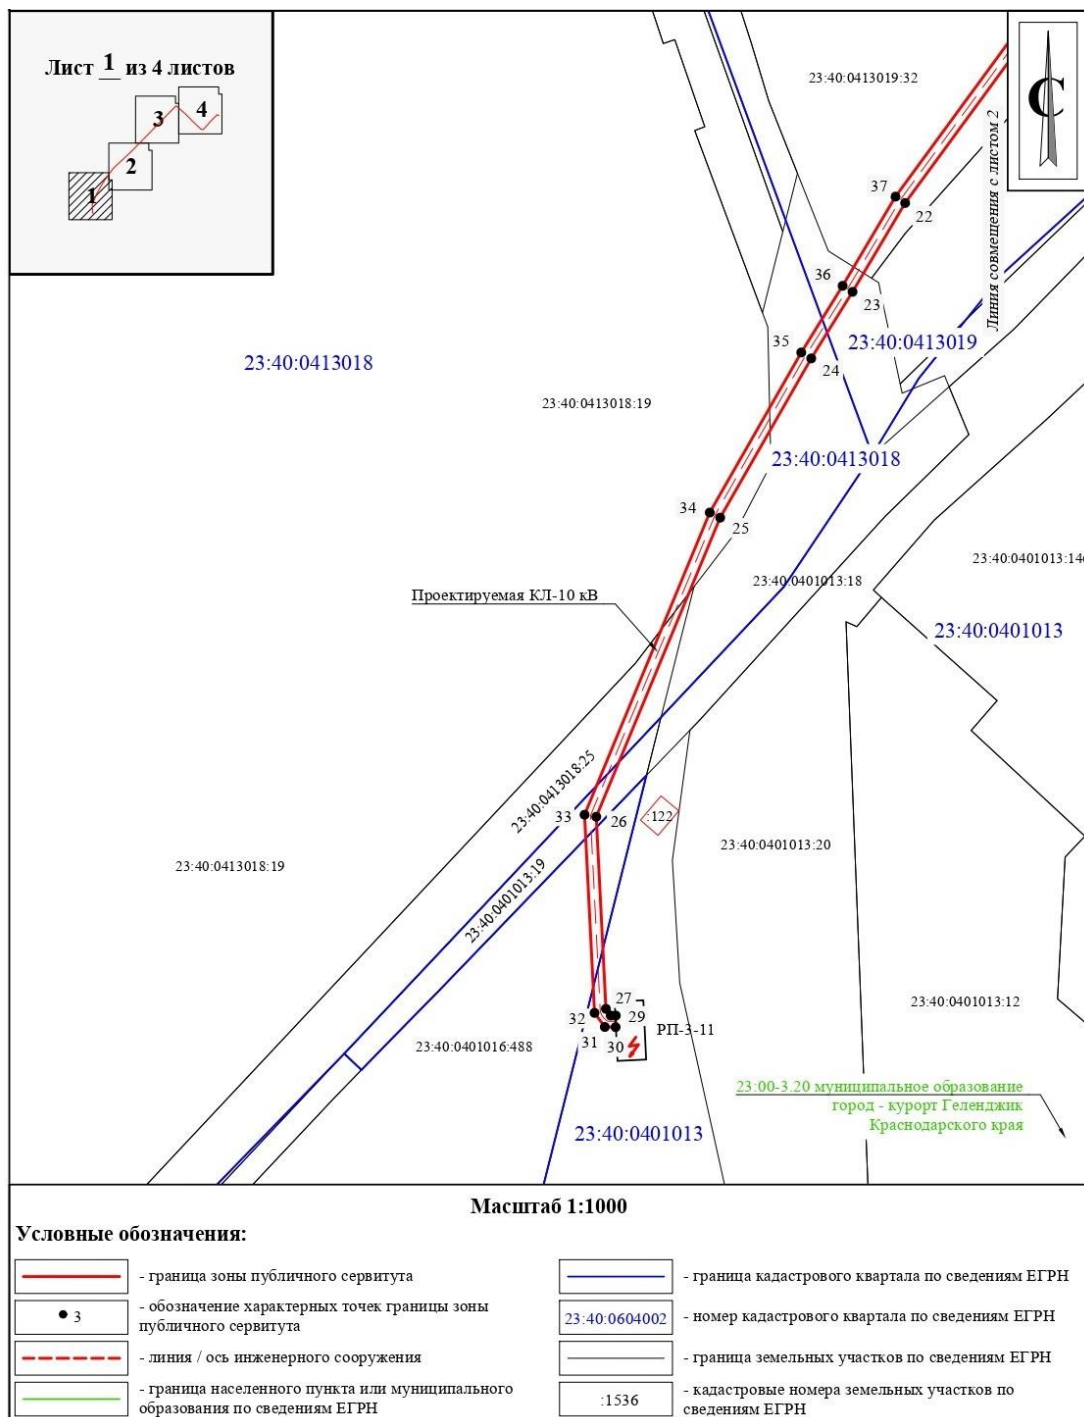 Лист 1 из 4 листов
3
4
2
1
С
23:40:0413019:32
Линия совмещения с листом 2
37
22
36
23
35
24
23:40:0413019
23:40:0413018
23:40:0413018:19
23:40:0413018
34
25
23:40:0401013:14
23:40:0401013:18
Проектируемая КЛ-10 кВ
23:40:0401013
23:40:0413018:25
33
26
:122
23:40:0401013:20
23:40:0413018:19
23:40:0401013:19
27
32
29
31
30
РП-3-11
23:40:0401013:12
23:40:0401016:488
23:00-3.20 муниципальное образование
город - курорт Геленджик
Краснодарского края
23:40:0401013
Масштаб 1:1000
Условные обозначения:
- граница зоны публичного сервитута
3
- обозначение характерных точек границы зоны
публичного сервитута
- линия / ось инженерного сооружения
- граница населенного пункта или муниципального
образования по сведениям ЕГРН
- граница кадастрового квартала по сведениям ЕГРН
23:40:0604002
- номер кадастрового квартала по сведениям ЕГРН
- граница земельных участков по сведениям ЕГРН
:1536
- кадастровые номера земельных участков по
сведениям ЕГРН